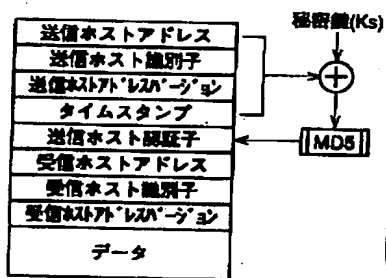 送信ホストアドレス
送信ホスト識別子
送信ホストアドレスバージョン
タイムスタンプ
送信ホスト認証子
受信ホストアドレス
受信ホスト識別子
受信ホストアドレスバージョン
データ
秘密鍵(Ks)
+
MD5